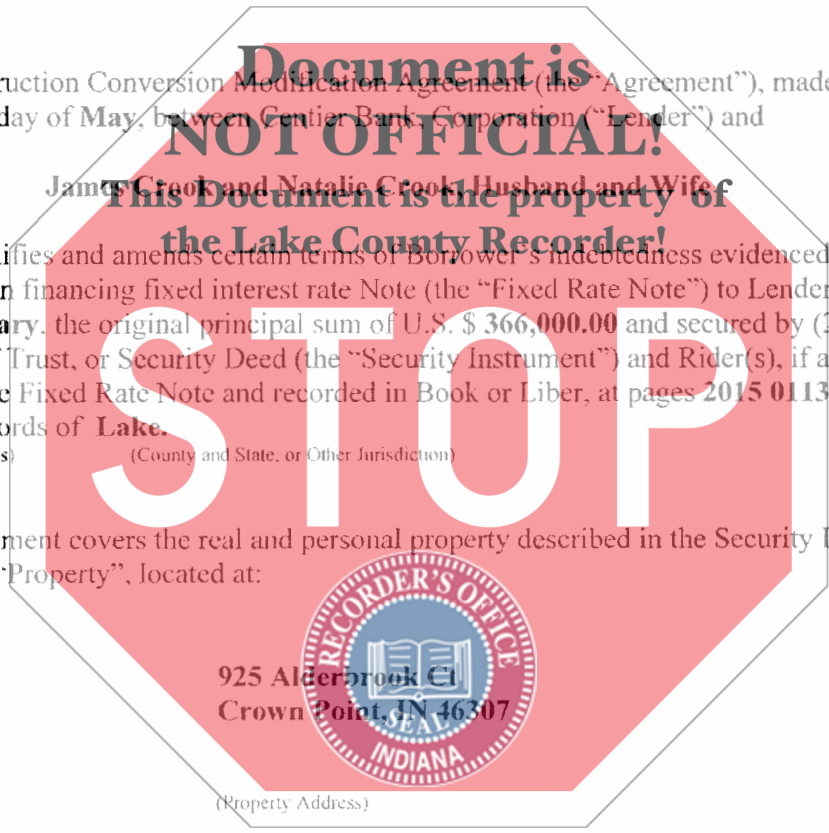 Document is
ruction Conversion Modification Agreement (the “Agreement”), made
day of May, between Centier Bank, Corporation (“Lender”) and
NOT OFFICIAL!
James Crook and Natalie Crook, Husband and Wife,
This Document is the property of
the Lake County Recorder!
ifies and amends certain terms of Borrower's indebtedness evidenced
n financing fixed interest rate Note (the “Fixed Rate Note”) to Lender
ary. the original principal sum of U.S. $ 366,000.00 and secured by (2
Trust, or Security Deed (the “Security Instrument”) and Rider(s), if a
e Fixed Rate Note and recorded in Book or Liber, at pages 2015 0113
ords of Lake.
s) (County and State, or Other Jurisdiction)
STOP
ment covers the real and personal property described in the Security I
“Property”, located at:
RECORDER'S OFFICE
925 Alderbrook Ct
Crown Point, IN 46307
SEAL
INDIANA
(Property Address)